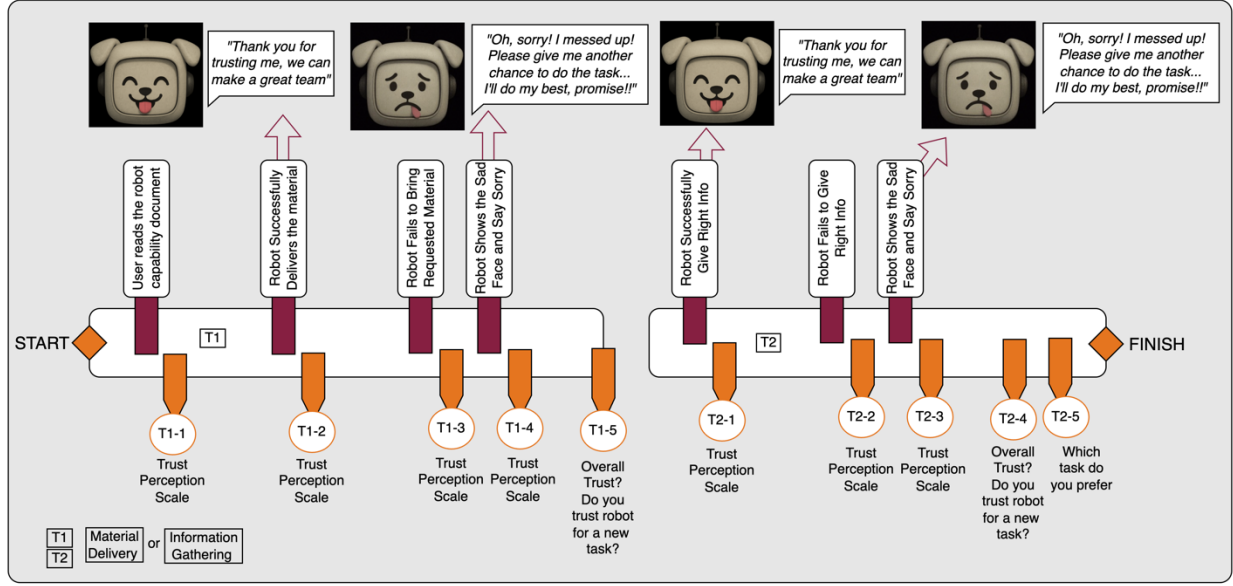 "Thank you for
trusting me, we can
make a great team"
"Oh, sorry! I messed up!
Please give me another
chance to do the task...
I'll do my best, promise!!"
"Thank you for
trusting me, we can
make a great team"
"Oh, sorry! I messed up!
Please give me another
chance to do the task...
I'll do my best, promise!!"
User reads the robot
capability document
Robot Successfully
Delivers the material
Robot Fails to Bring
Requested Material
Robot Shows the Sad
Face and Say Sorry
Robot Successfully
Give Right Info
Robot Fails to Give
Right Info
Robot Shows the Sad
Face and Say Sorry
START
T1
T2
FINISH
T1-1
Trust
Perception
Scale
T1-2
Trust
Perception
Scale
T1-3
Trust
Perception
Scale
T1-4
Trust
Perception
Scale
T1-5
Overall
Trust?
Do you
trust robot
for a new
task?
T2-1
Trust
Perception
Scale
T2-2
Trust
Perception
Scale
T2-3
Trust
Perception
Scale
T2-4
Overall
Trust?
Do you
trust robot
for a new
task?
T2-5
Which
task do
you prefer
T1
T2
Material
Delivery
or
Information
Gathering